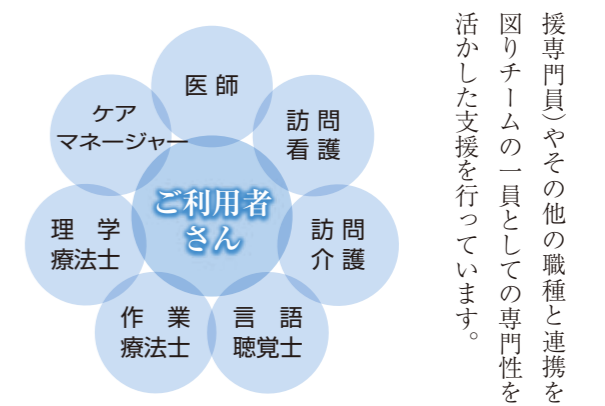 援専門員)やその他の職種と連携を
図りチームの一員としての専門性を
活かした支援を行っています。
医師
訪問
看護
訪問
介護
言語
聴覚士
作業
療法士
理学
療法士
ケア
マネージャー
ご利用者
さん